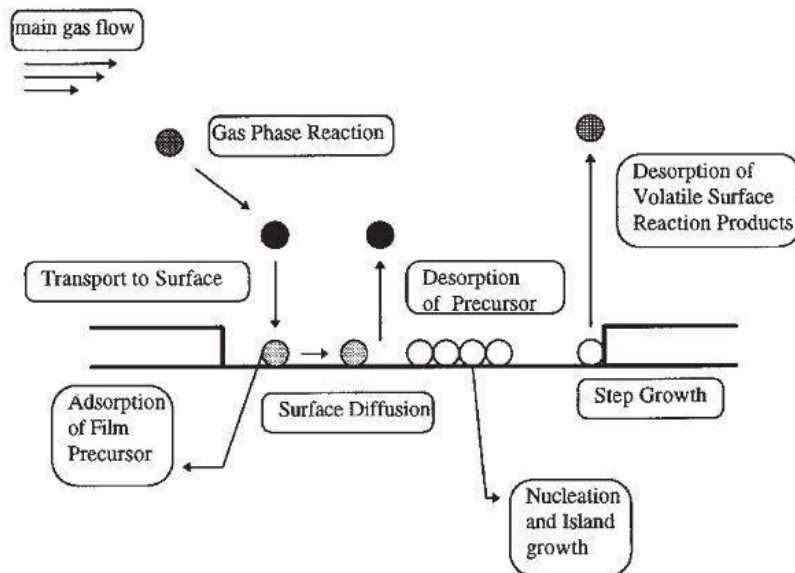 main gas flow
Gas Phase Reaction
Desorption of
Volatile Surface
Reaction Products
Transport to Surface
Desorption
of Precursor
Adsorption
of Film
Precursor
Surface Diffusion
Step Growth
Nucleation
and Island
growth